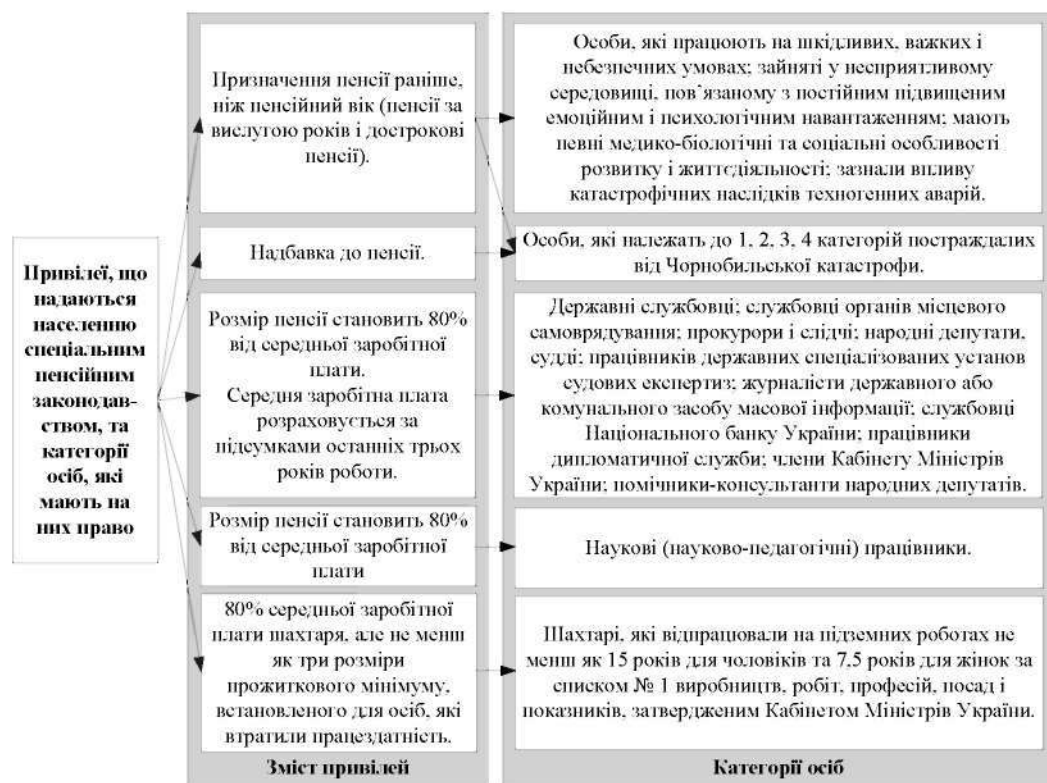 Привілеї, що
надаються
населенню
спеціальним
пенсійним
законодав-
ством, та
категорії
осіб, які
мають на
них право
Призначення пенсії раніше,
ніж пенсійний вік (пенсії за
вислугою років і дострокові
пенсії).
Надбавка до пенсії.
Розмір пенсії становить 80%
від середньої заробітної
плати.
Середня заробітна плата
розраховується за
підсумками останніх трьох
років роботи.
Розмір пенсії становить 80%
від середньої заробітної
плати
80% середньої заробітної
плати шахтаря, але не менш
як три розміри
прожиткового мінімуму,
встановленого для осіб, які
втратили працездатність.
Зміст привілей
Особи, які працюють на шкідливих, важких і
небезпечних умовах; зайняті у несприятливому
середовищі, пов’язаному з постійним підвищеним
емоційним і психологічним навантаженням; мають
певні медико-біологічні та соціальні особливості
розвитку і життєдіяльності; зазнали впливу
катастрофічних наслідків техногенних аварій.
Особи, які належать до 1, 2, 3, 4 категорій постраждалих
від Чорнобильської катастрофи.
Державні службовці; службовці органів місцевого
самоврядування; прокурори і слідчі; народні депутати,
судді; працівників державних спеціалізованих установ
судових експертиз; журналісти державного або
комунального засобу масової інформації; службовці
Національного банку України; працівники
дипломатичної служби; члени Кабінету Міністрів
України; помічники-консультанти народних депутатів.
Наукові (науково-педагогічні) працівники.
Шахтарі, які відпрацювали на підземних роботах не
менш як 15 років для чоловіків та 7,5 років для жінок за
списком № 1 виробництв, робіт, професій, посад і
показників, затвердженим Кабінетом Міністрів України.
Категорії осіб